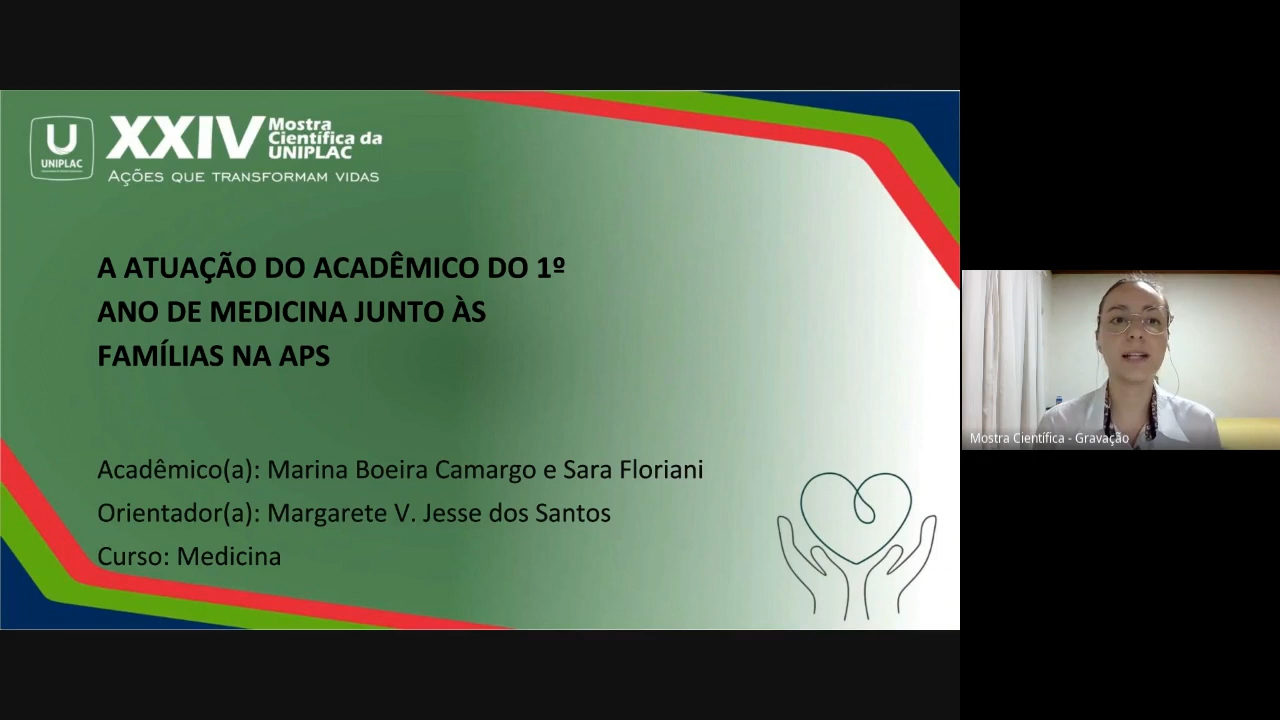 U
UNIPLAC
XXIV
Mostra
Científica da
UNIPLAC
AÇÕES QUE TRANSFORMAM VIDAS
A ATUAÇÃO DO ACADÊMICO DO 1º
ANO DE MEDICINA JUNTO ÀS
FAMÍLIAS NA APS
Acadêmico(a): Marina Boeira Camargo e Sara Floriani
Orientador(a): Margarete V. Jesse dos Santos
Curso: Medicina
Mostra Científica - Gravação